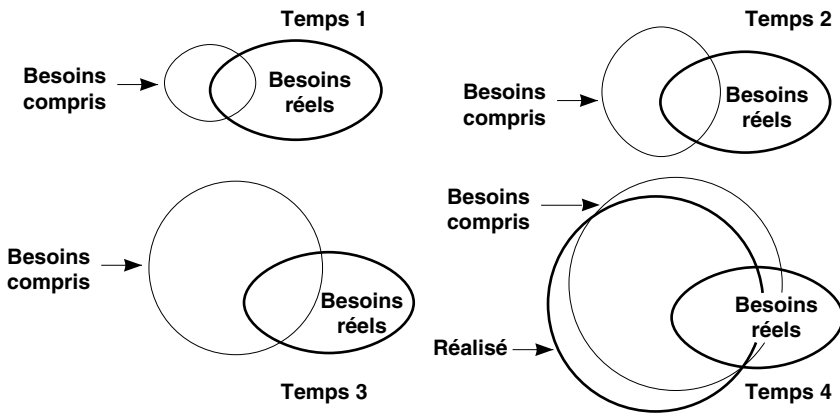 Temps 1
Besoins
compris
Besoins
réels
Temps 2
Besoins
compris
Besoins
réels
Besoins
compris
Besoins
réels
Temps 3
Besoins
compris
Besoins
réels
Réalisé
Temps 4